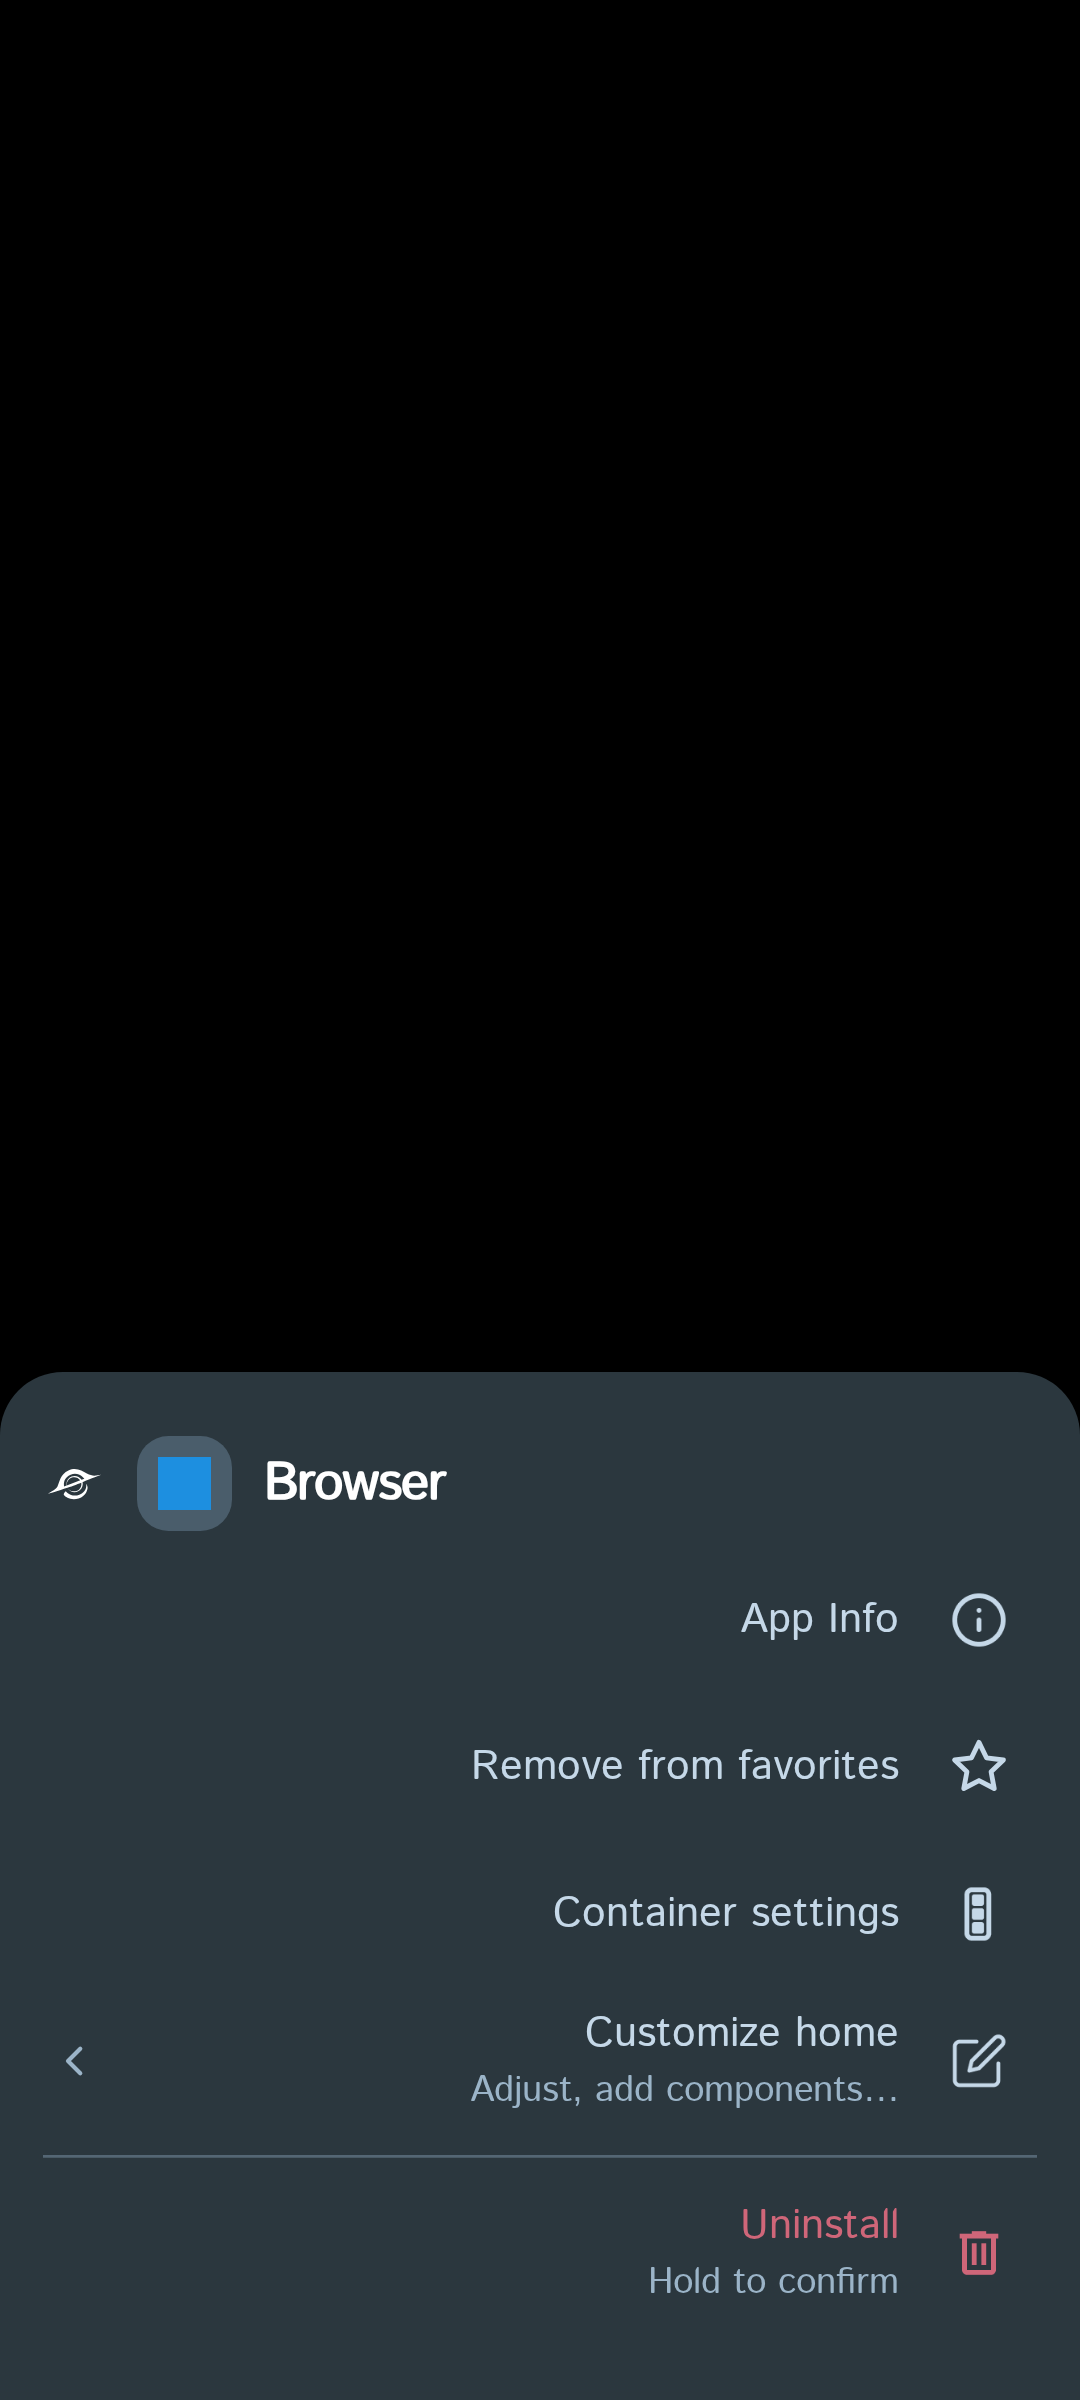 Browser
App Info
Remove from favorites
Container settings
Customize home
Adjust, add components...
Uninstall
Hold to confirm